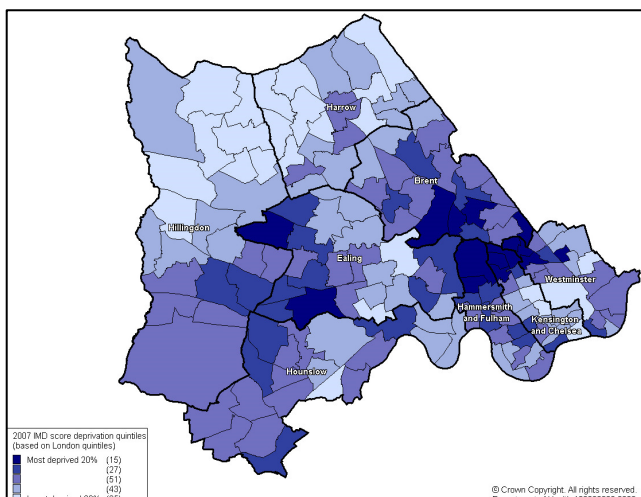 Harrow
Brent
Hillingdon
Ealing
Westminster
Hammersmith
and Fulham
Kensington
and Chelsea
Hounslow
2007 IMD score deprivation quintiles
(based on London quintiles)
Most deprived 20% (15)
(27)
(51)
(43)
© Crown Copyright. All rights reserved.